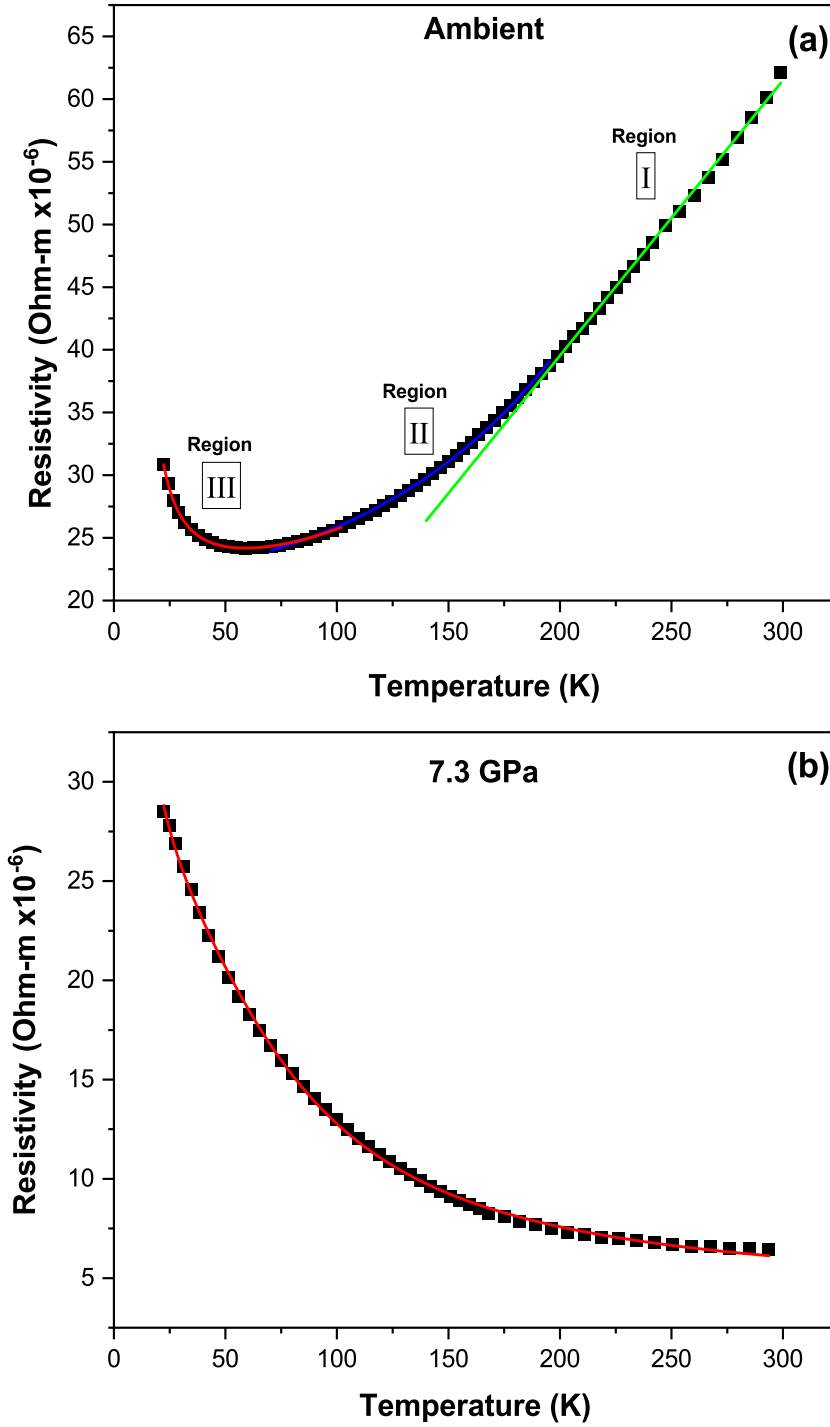 Ambient
(a)
65
60
55
50
45
40
35
30
25
20
Resistivity (Ohm-m x10⁻⁶)
Region
I
Region
II
Region
III
0 50 100 150 200 250 300
Temperature (K)
7.3 GPa
(b)
30
25
20
15
10
5
Resistivity (Ohm-m x10⁻⁶)
0 50 100 150 200 250 300
Temperature (K)